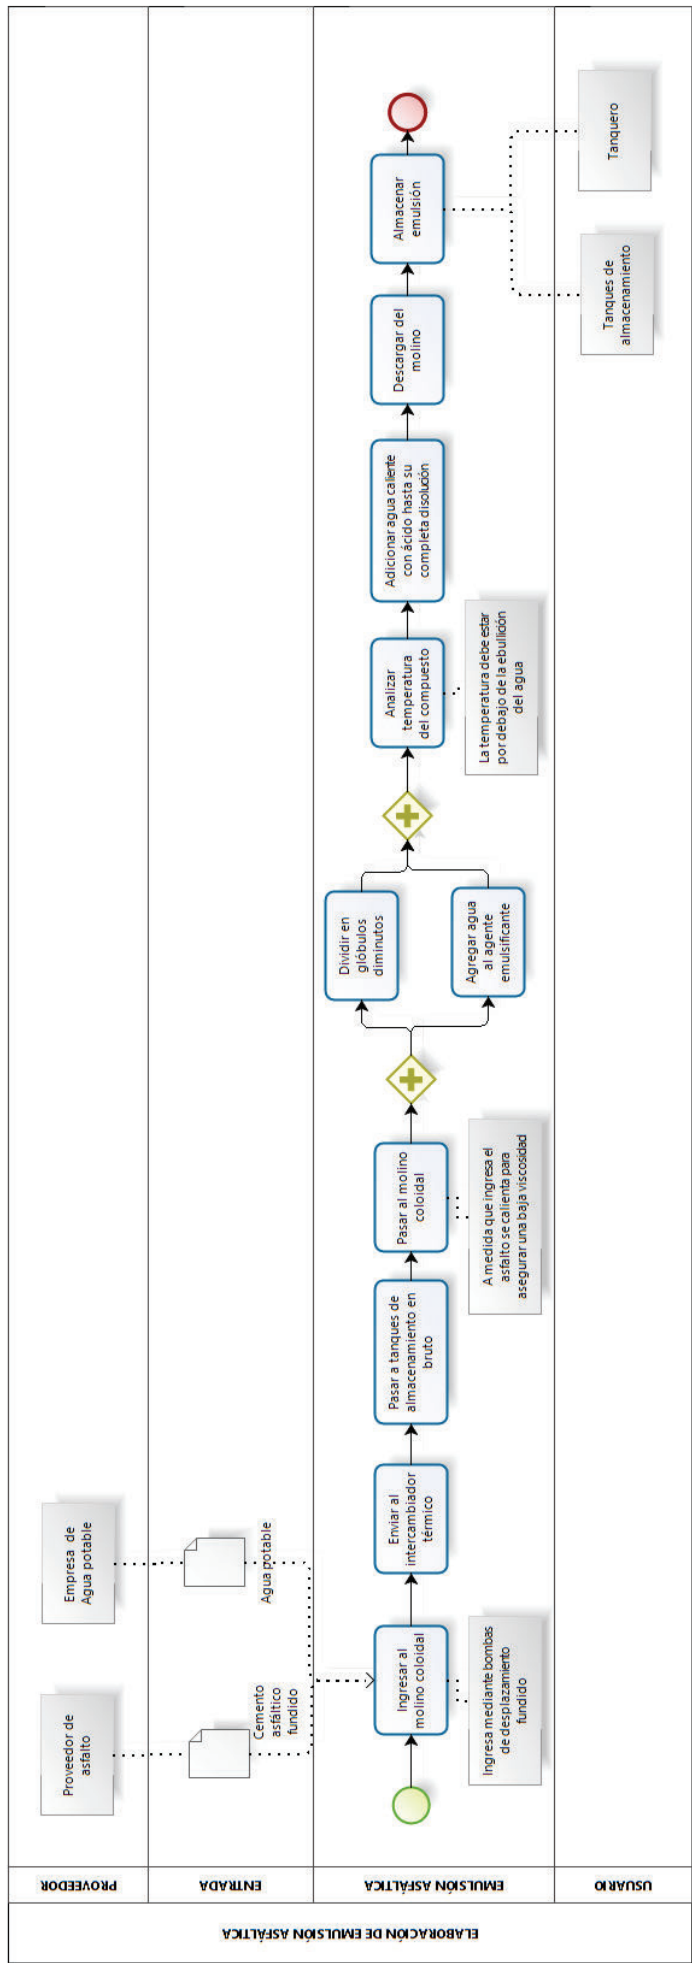 ELABORACIÓN DE EMULSIÓN ASFÁLTICA
PROVEEDOR
Proveedor de
asfalto
Empresa de
Agua potable
ENTRADA
Cemento
asfáltico
fundido
Agua potable
EMULSIÓN ASFÁLTICA
Ingresar al
molino coloidal
Ingresa mediante bombas
de desplazamiento
fundido
Enviar al
intercambiador
térmico
Pasar a tanques de
almacenamiento en
bruto
Pasar al molino
coloidal
A medida que ingresa el
asfalto se calienta para
asegurar una baja viscosidad
Dividir en
glóbulos
diminutos
Agregar agua
al agente
emulsificante
Analizar
temperatura
del compuesto
La temperatura debe estar
por debajo de la ebullición
del agua
Adicionar agua caliente
con ácido hasta su
completa disolución
Descargar del
molino
Almacenar
emulsión
USUARIO
Tanques de
almacenamiento
Tanquero